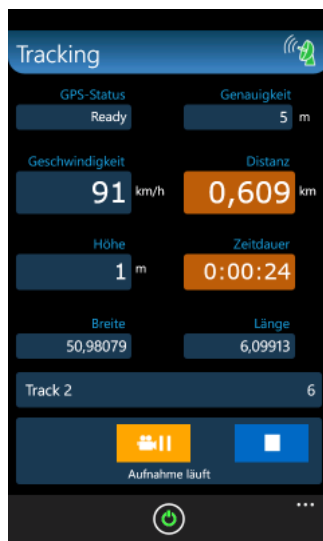 Tracking
GPS-Status Genauigkeit
Ready 5 m
Geschwindigkeit Distanz
91 km/h 0,609 km
Höhe Zeitdauer
1 m 0:00:24
Breite Länge
50,98079 6,09913
Track 2 6
Aufnahme läuft